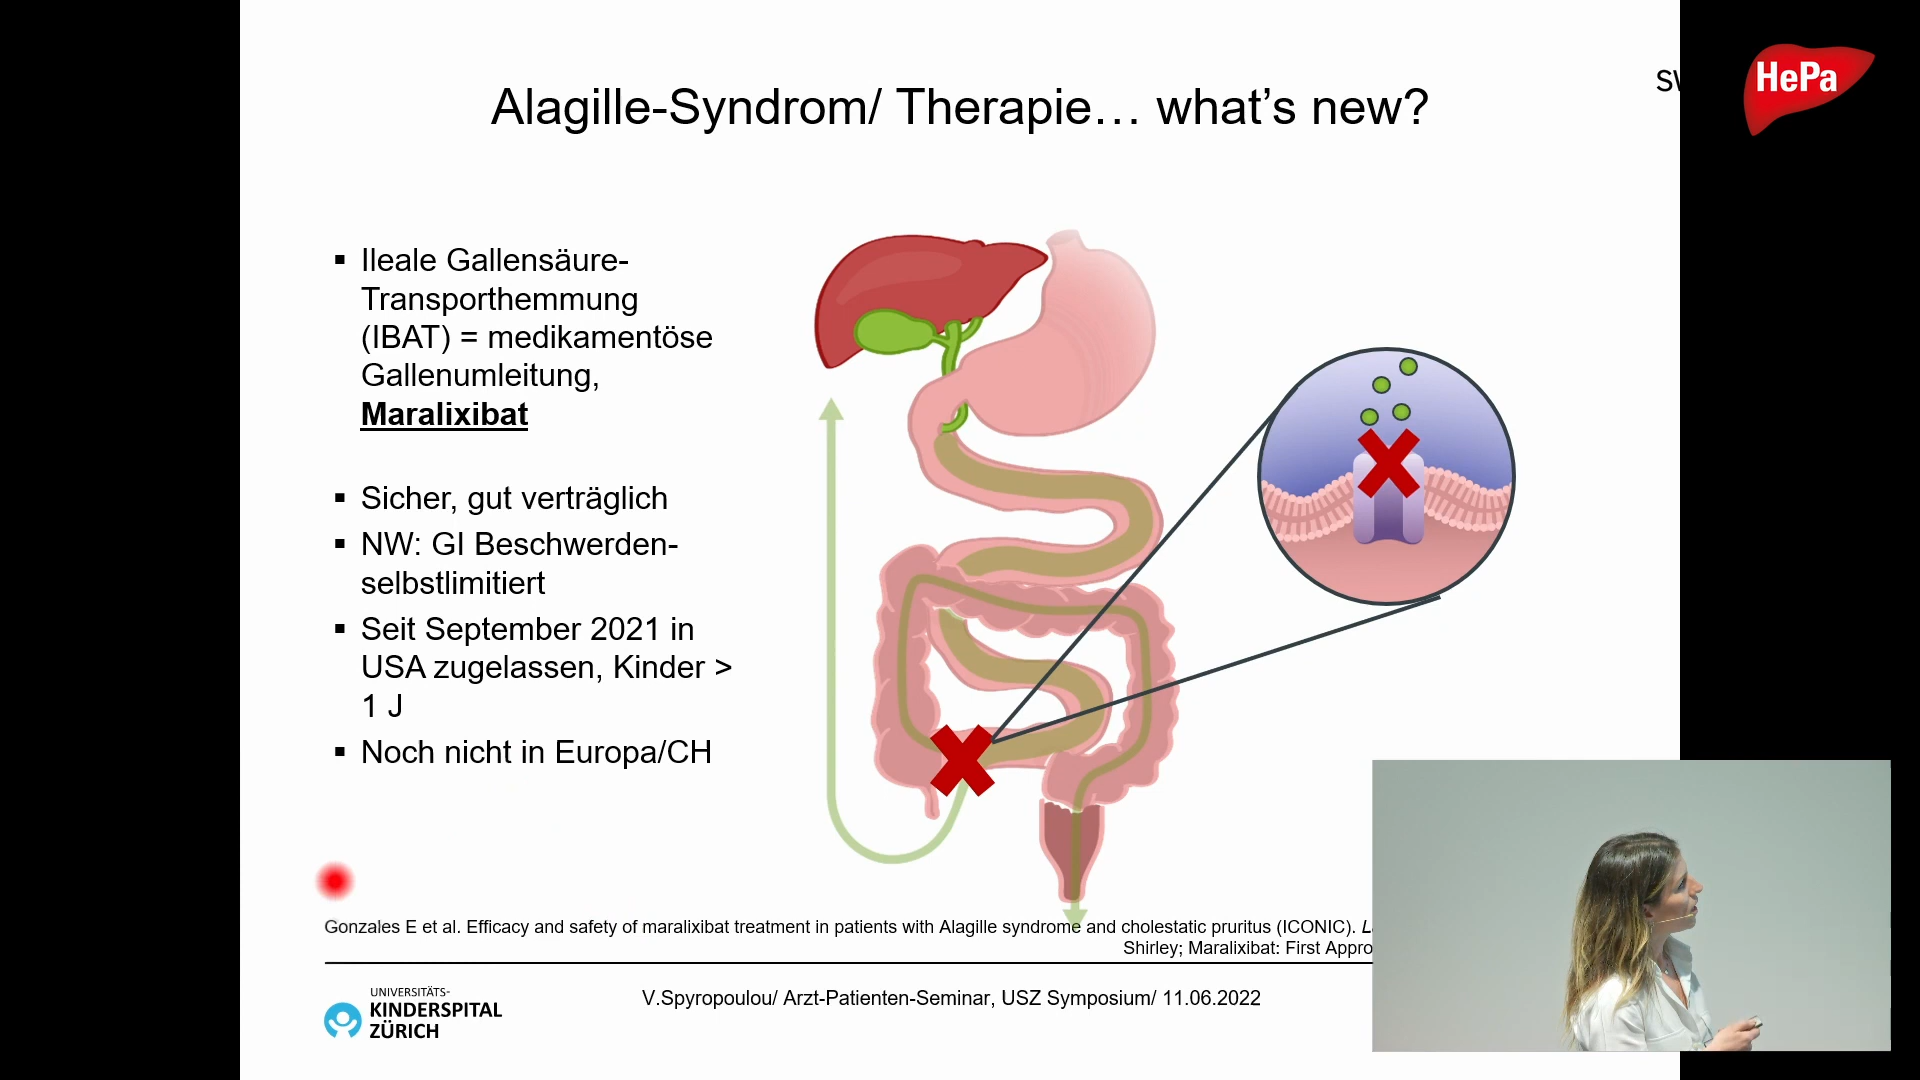 Alagille-Syndrom/ Therapie… what's new?
HePa
▪ Ileale Gallensäure-
Transporthemmung
(IBAT) = medikamentöse
Gallenumleitung,
Maralixibat
▪ Sicher, gut verträglich
▪ NW: GI Beschwerden-
selbstlimitiert
▪ Seit September 2021 in
USA zugelassen, Kinder >
1 J
▪ Noch nicht in Europa/CH
Gonzales E et al. Efficacy and safety of maralixibat treatment in patients with Alagille syndrome and cholestatic pruritus (ICONIC).
Shirley; Maralixibat: First
UNIVERSITÄTS-
KINDERSPITAL
ZÜRICH
V.Spyropoulou/ Arzt-Patienten-Seminar, USZ Symposium/ 11.06.2022